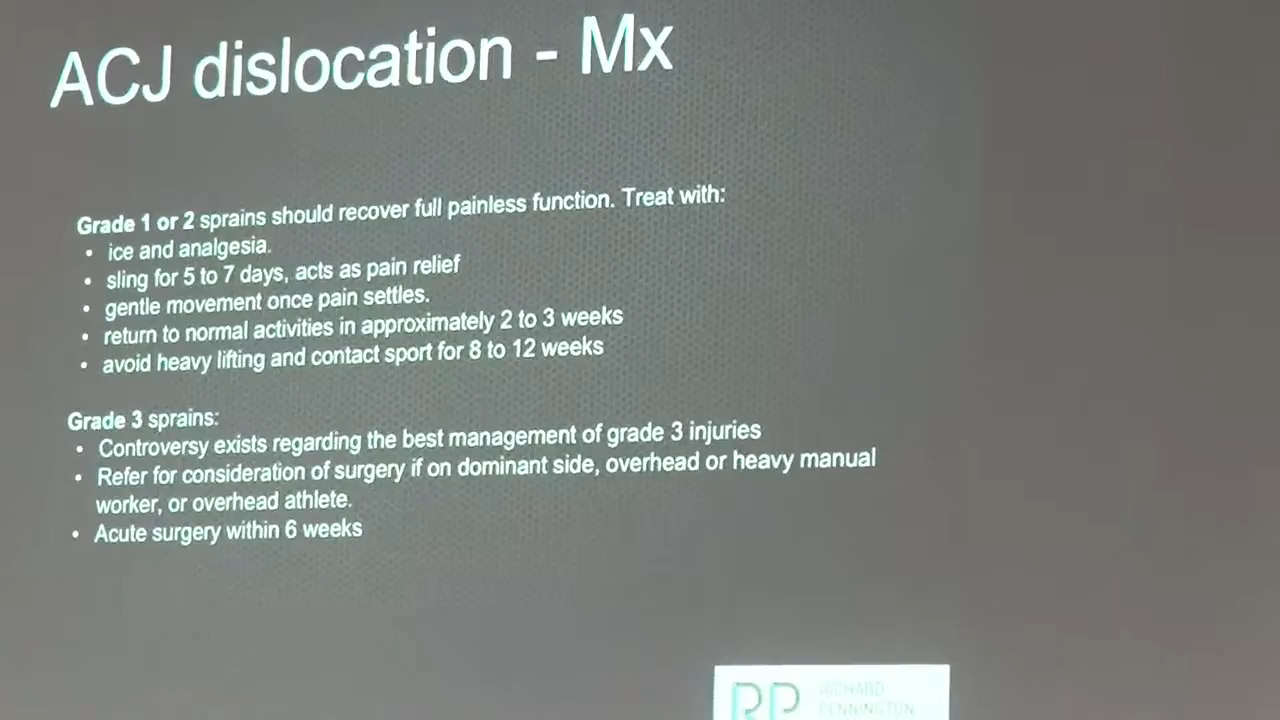 ACJ dislocation - Mx
Grade 1 or 2 sprains should recover full painless function. Treat with:
• ice and analgesia.
• sling for 5 to 7 days, acts as pain relief
• gentle movement once pain settles.
• return to normal activities in approximately 2 to 3 weeks
• avoid heavy lifting and contact sport for 8 to 12 weeks
Grade 3 sprains:
• Controversy exists regarding the best management of grade 3 injuries
• Refer for consideration of surgery if on dominant side, overhead or heavy manual
worker, or overhead athlete.
• Acute surgery within 6 weeks
RP
RICHARD
PENNINGTON